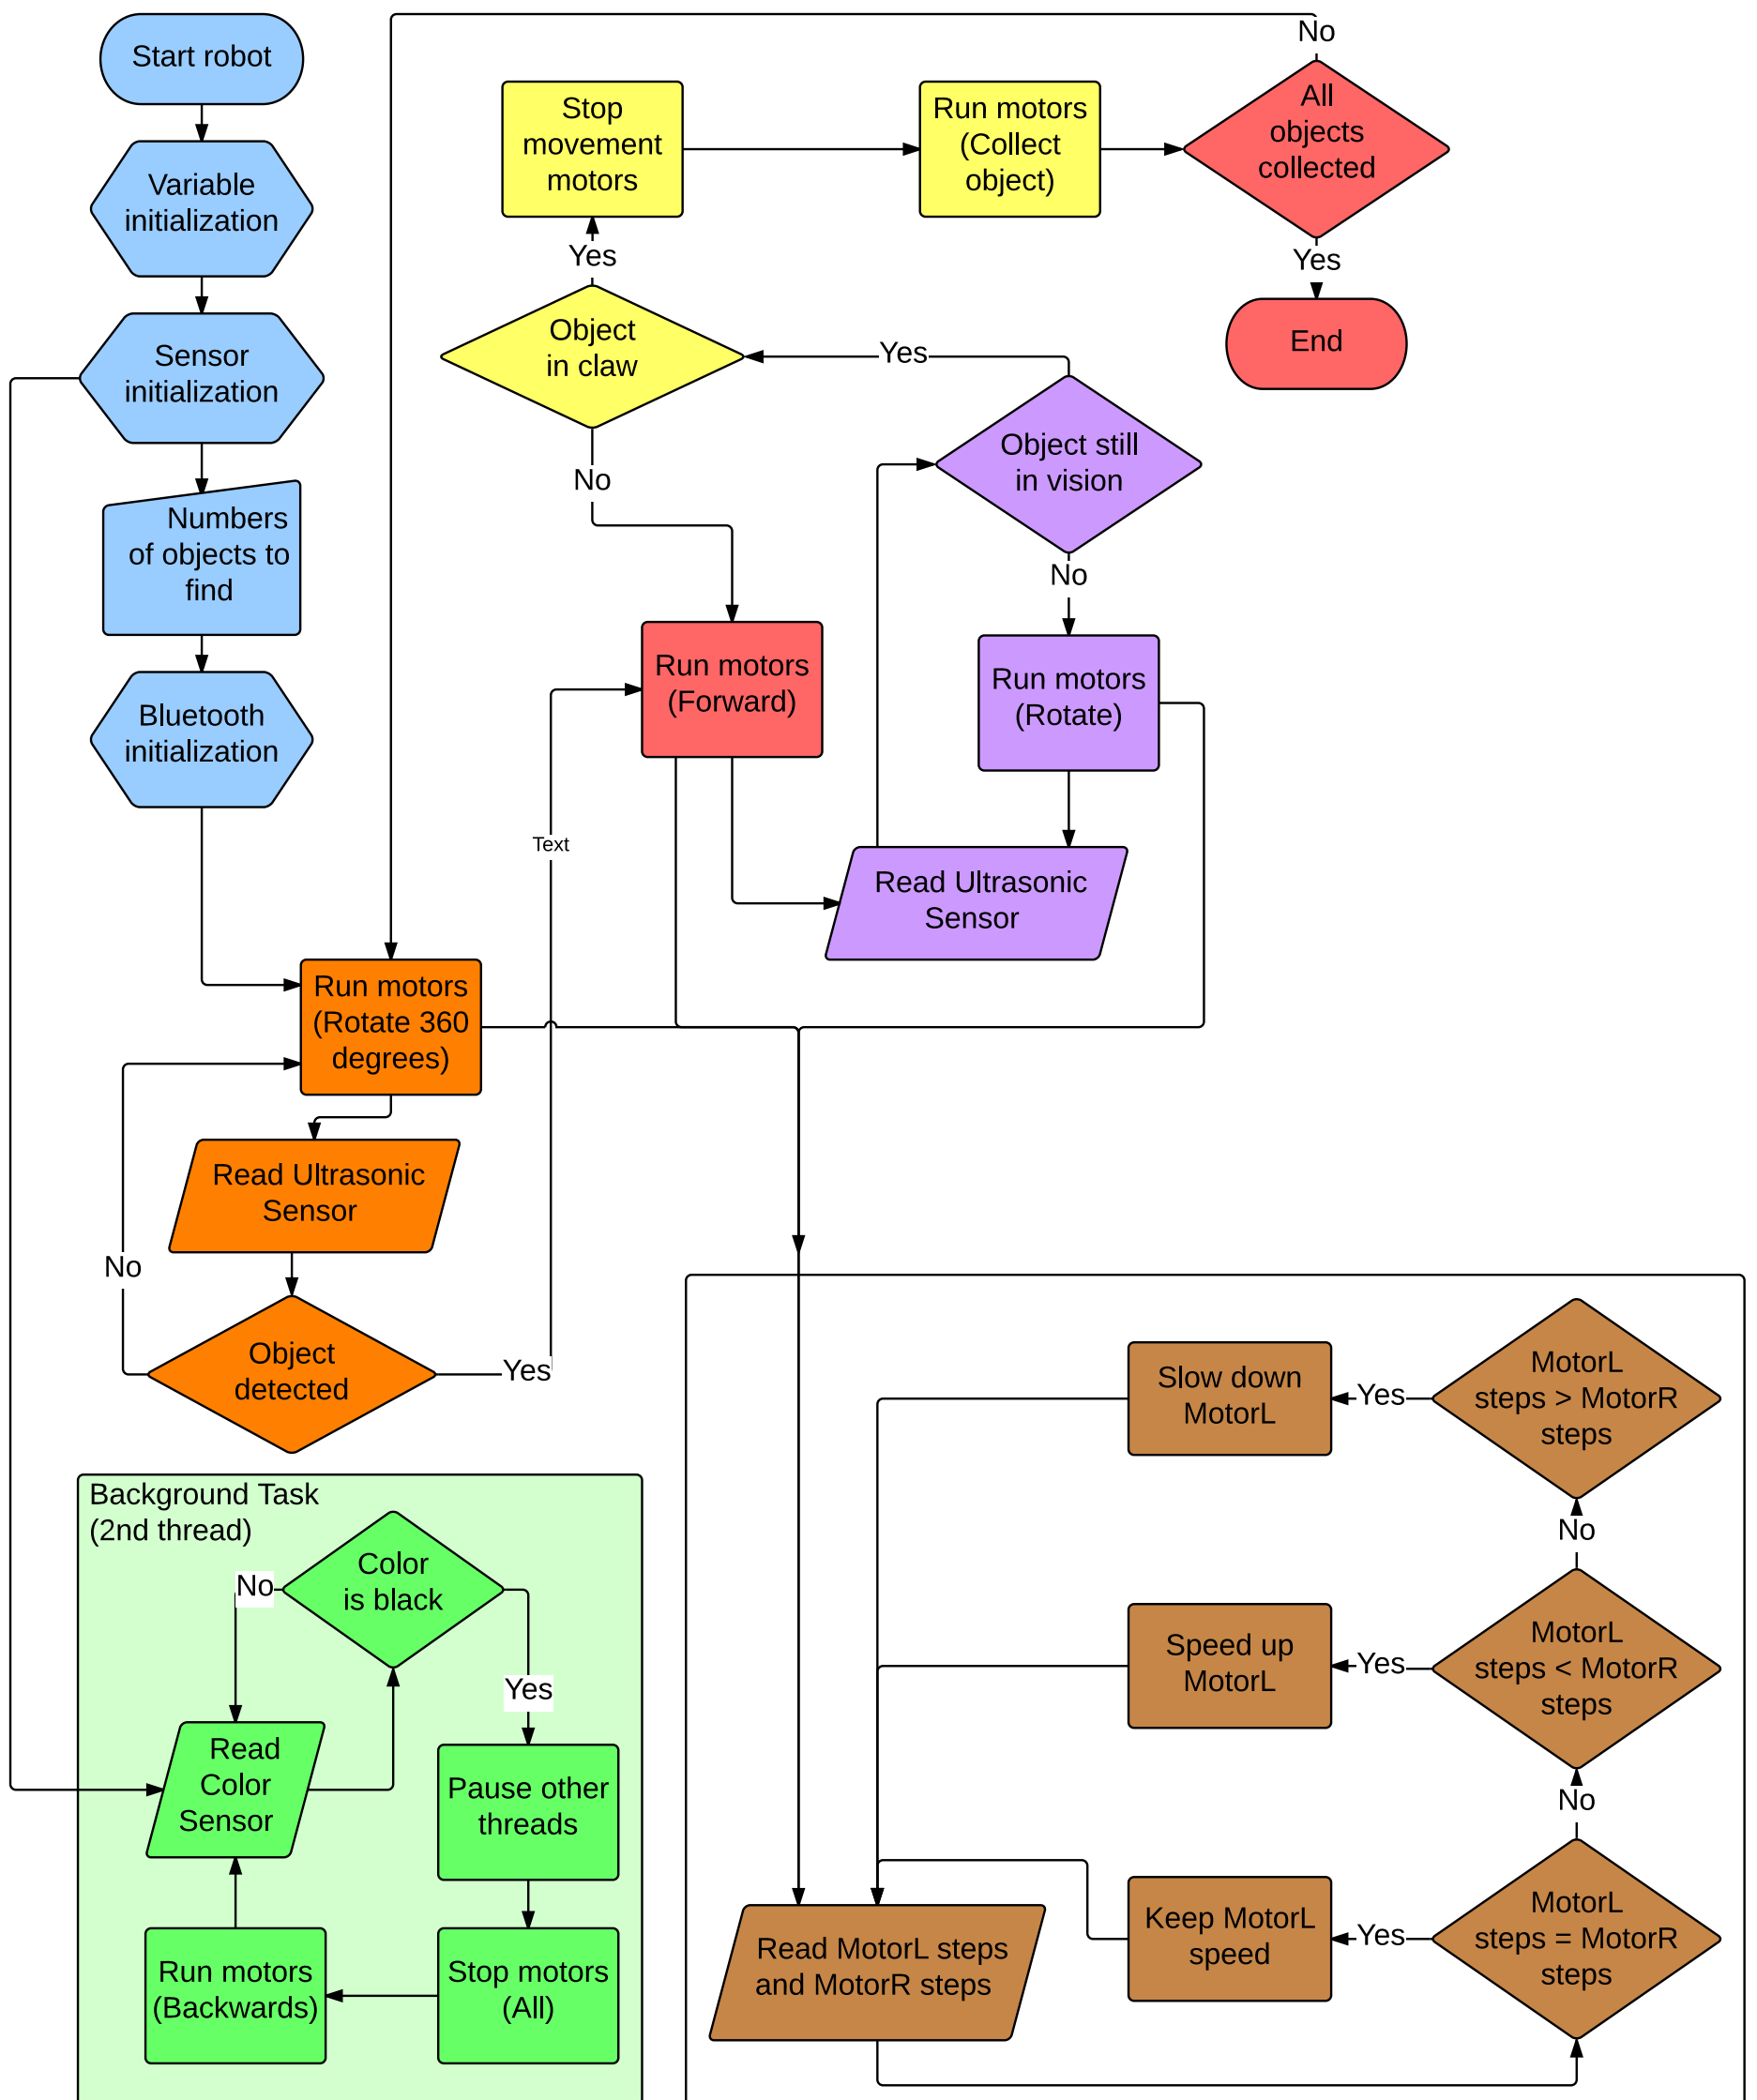 Start robot
Variable
initialization
Sensor
initialization
Numbers
of objects to
find
Bluetooth
initialization
Run motors
(Rotate 360
degrees)
Read Ultrasonic
Sensor
No
Object
detected
Yes
Text
Stop
movement
motors
Run motors
(Collect
object)
No
All
objects
collected
Yes
End
Yes
Object
in claw
Yes
No
Object still
in vision
No
Run motors
(Forward)
Run motors
(Rotate)
Read Ultrasonic
Sensor
Background Task
(2nd thread)
Color
is black
No
Yes
Read
Color
Sensor
Pause other
threads
Run motors
(Backwards)
Stop motors
(All)
Slow down
MotorL
Yes
MotorL
steps > MotorR
steps
No
Speed up
MotorL
Yes
MotorL
steps < MotorR
steps
No
Keep MotorL
speed
Yes
MotorL
steps = MotorR
steps
Read MotorL steps
and MotorR steps